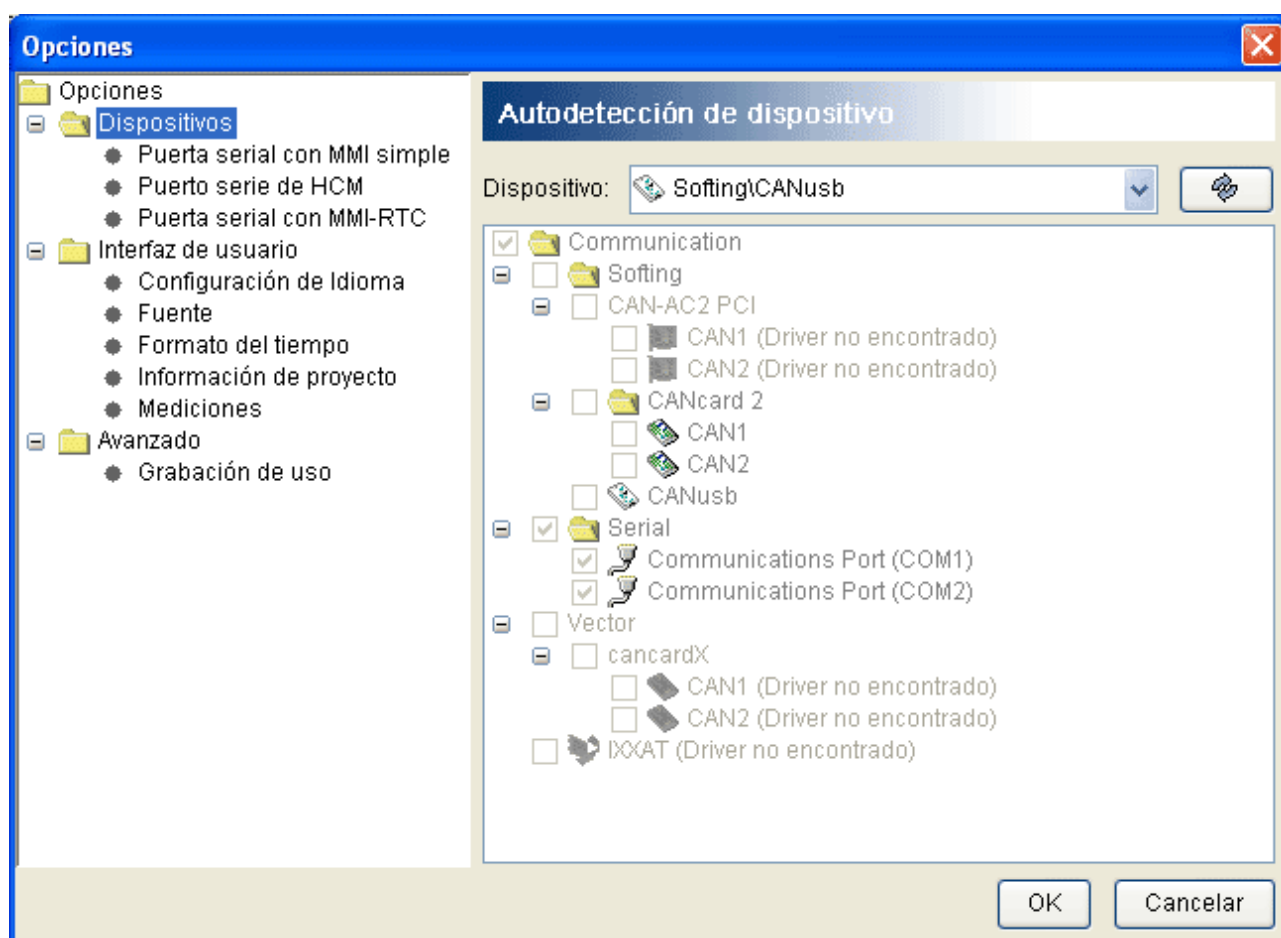 Opciones
Opciones
Dispositivos
Puerta serial con MMI simple
Puerto serie de HCM
Puerta serial con MMI-RTC
Interfaz de usuario
Configuración de Idioma
Fuente
Formato del tiempo
Información de proyecto
Mediciones
Avanzado
Grabación de uso
Autodetección de dispositivo
Dispositivo: Softing\CANusb
Communication
Softing
CAN-AC2 PCI
CAN1 (Driver no encontrado)
CAN2 (Driver no encontrado)
CANcard 2
CAN1
CAN2
CANusb
Serial
Communications Port (COM1)
Communications Port (COM2)
Vector
cancardX
CAN1 (Driver no encontrado)
CAN2 (Driver no encontrado)
IXXAT (Driver no encontrado)
OK Cancelar